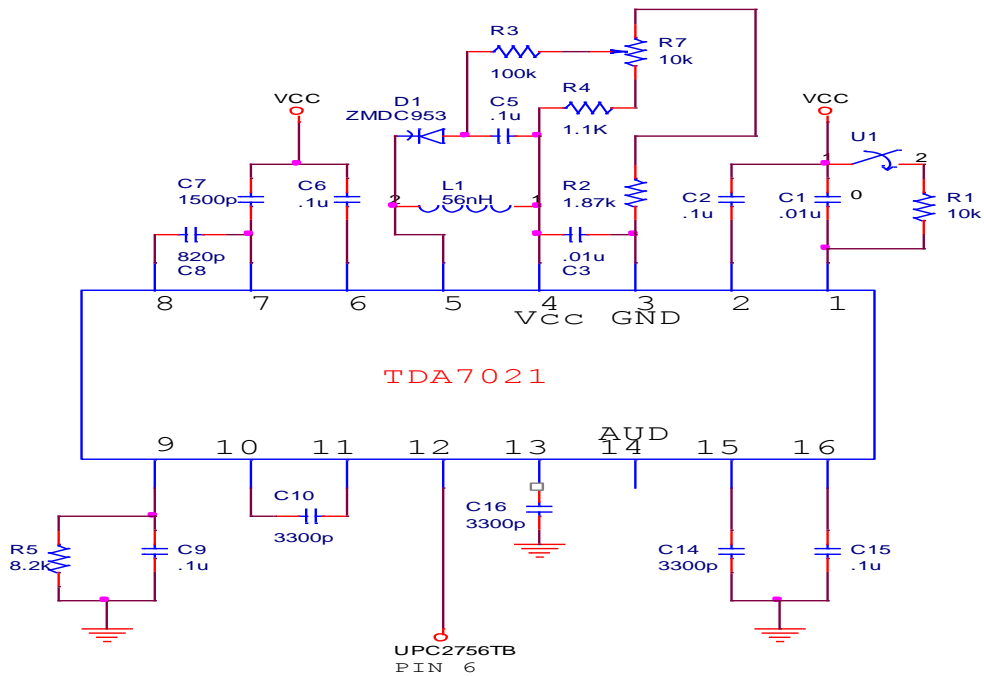 R3
100k
R7
10k
R4
1.1K
VCC
D1
ZMDC953
C5
.1u
VCC
U1
1
2
C7
1500p
C6
.1u
2
L1
56nH
1
R2
1.87k
C2
.1u
C1
.01u
0
R1
10k
820p
C8
.01u
C3
8
7
6
5
4
3
2
1
Vcc GND
TDA7021
AUD
9
10
11
12
13
14
15
16
C10
3300p
C16
3300p
R5
8.2k
C9
.1u
C14
3300p
C15
.1u
UPC2756TB
PIN 6